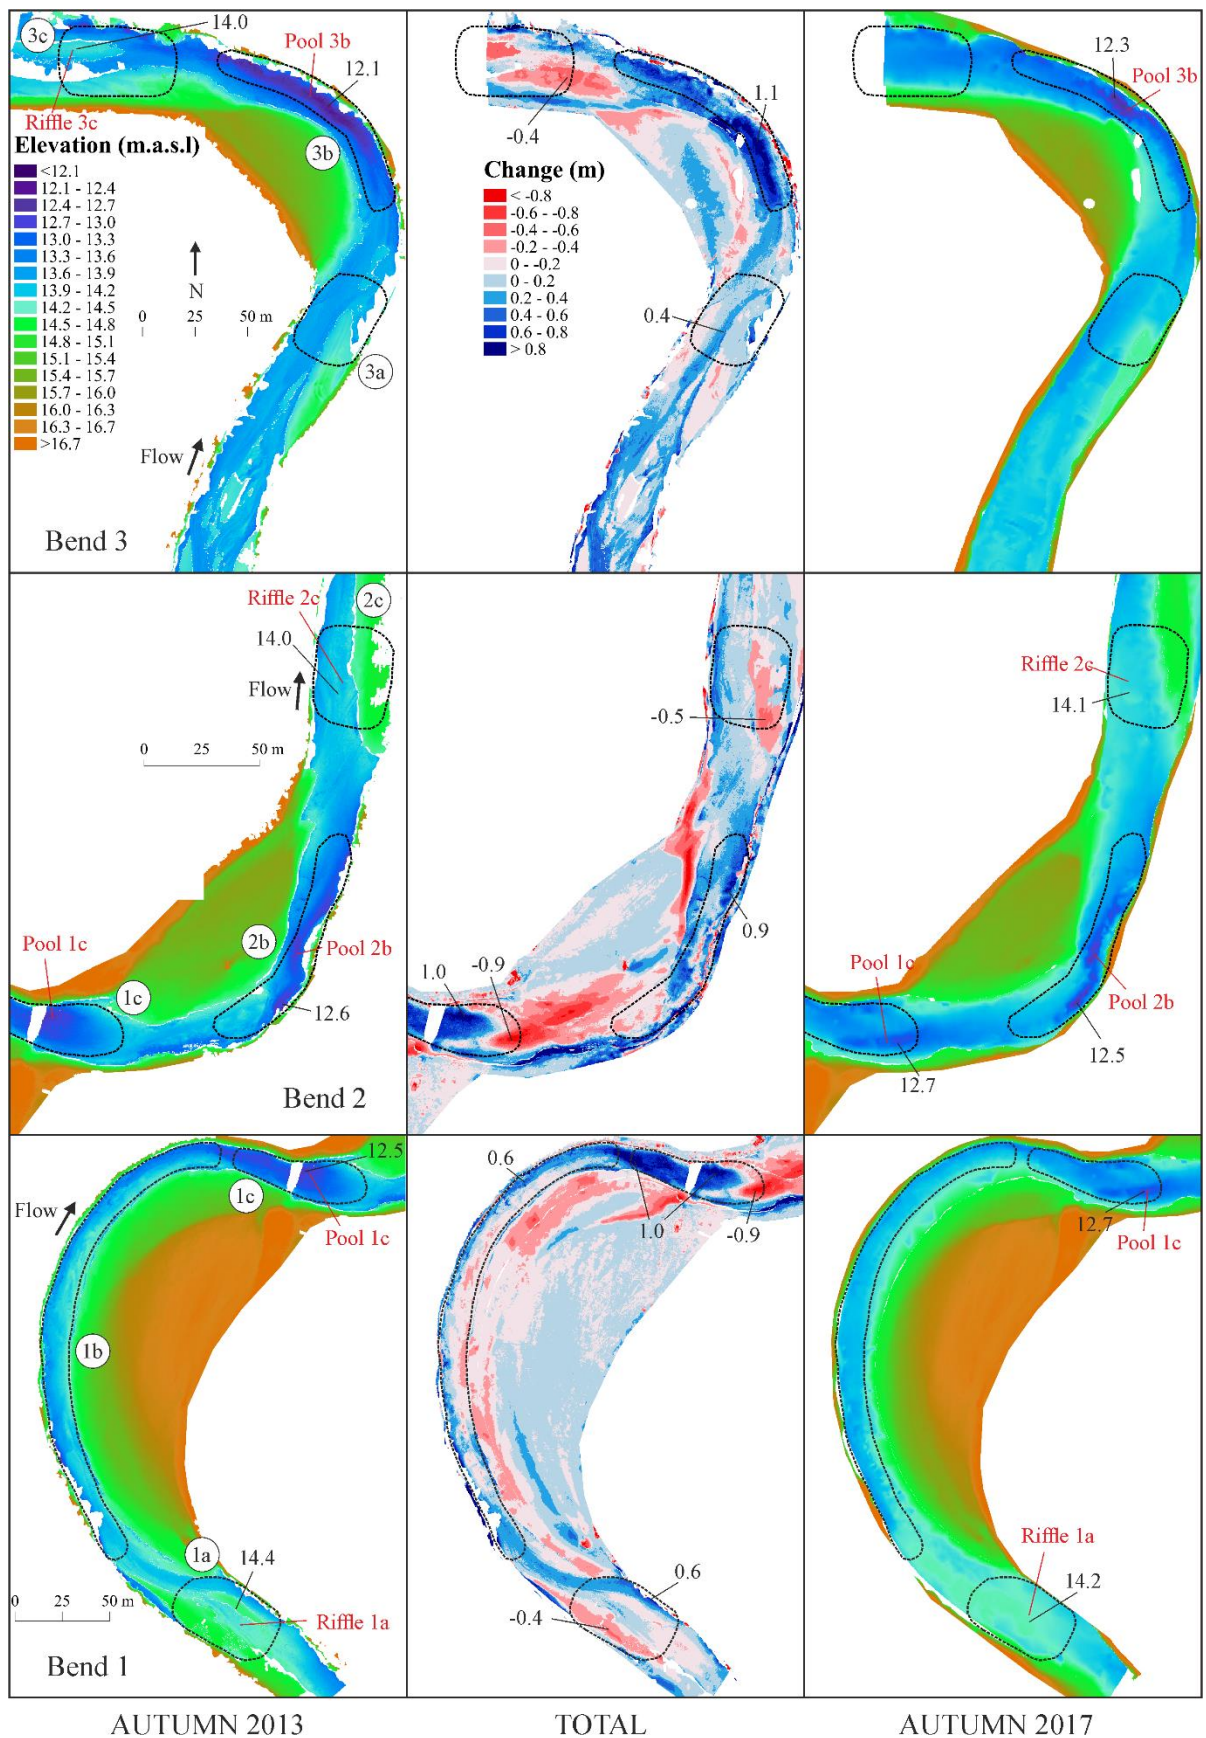 3c
14.0
Pool 3b
12.1
Riffle 3c
Elevation (m.a.s.l)
<12.1
12.1 - 12.4
12.4 - 12.7
12.7 - 13.0
13.0 - 13.3
13.3 - 13.6
13.6 - 13.9
13.9 - 14.2
14.2 - 14.5
14.5 - 14.8
14.8 - 15.1
15.1 - 15.4
15.4 - 15.7
15.7 - 16.0
16.0 - 16.3
16.3 - 16.7
>16.7
3b
N
0 25 50 m
3a
Flow
Bend 3
-0.4
1.1
Change (m)
< -0.8
-0.6 - -0.8
-0.4 - -0.6
-0.2 - -0.4
0 - -0.2
0 - 0.2
0.2 - 0.4
0.4 - 0.6
0.6 - 0.8
> 0.8
0.4
12.3
Pool 3b
Riffle 2c
2c
14.0
Flow
0 25 50 m
Pool 1c
2b
Pool 2b
1c
12.6
Bend 2
-0.5
0.9
1.0
-0.9
Riffle 2c
14.1
Pool 1c
Pool 2b
12.5
12.7
12.5
1c
Flow
Pool 1c
1b
1a
14.4
0 25 50 m
Riffle 1a
Bend 1
0.6
1.0
-0.9
0.6
-0.4
12.7
Pool 1c
Riffle 1a
14.2
AUTUMN 2013
TOTAL
AUTUMN 2017